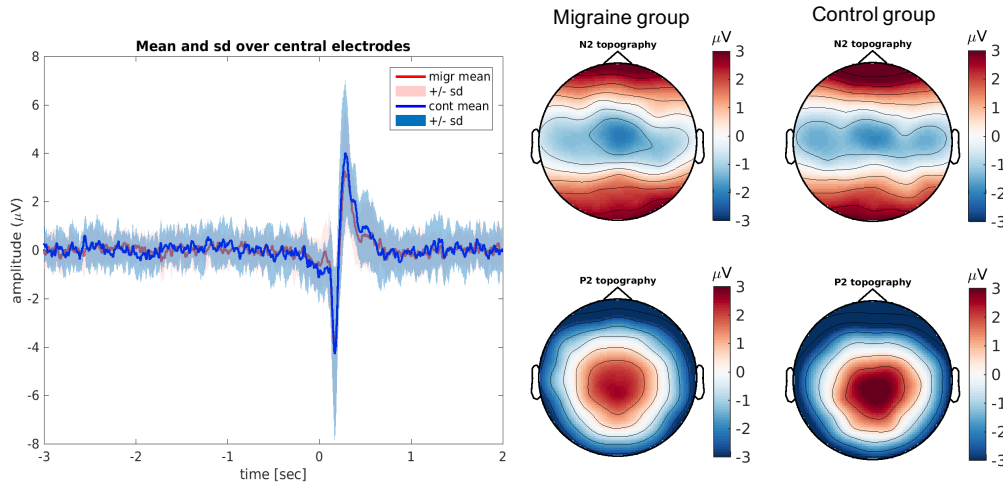 Mean and sd over central electrodes
amplitude (μV)
8
6
4
2
0
-2
-4
-6
-8
-3
-2
-1
0
1
2
time [sec]
migr mean
+/- sd
cont mean
+/- sd
Migraine group
N2 topography
μV
3
2
1
0
-1
-2
-3
P2 topography
μV
3
2
1
0
-1
-2
-3
Control group
N2 topography
μV
3
2
1
0
-1
-2
-3
P2 topography
μV
3
2
1
0
-1
-2
-3